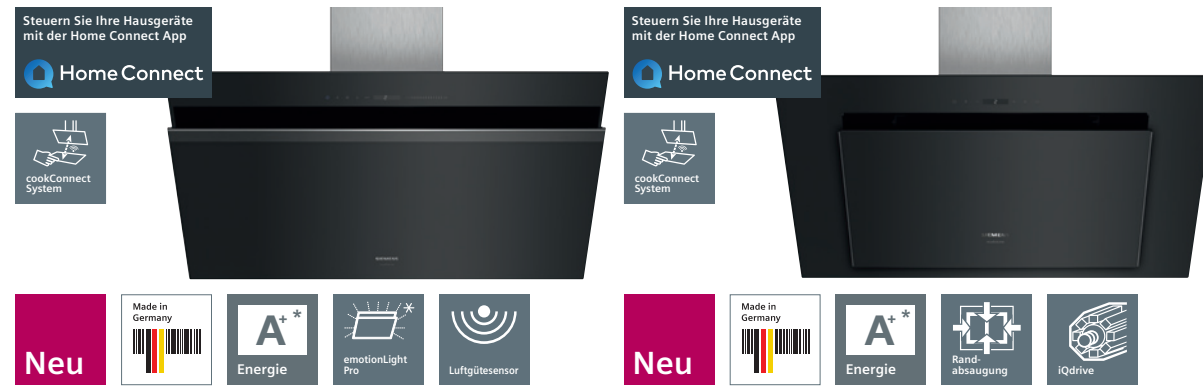 Steuern Sie Ihre Hausgeräte
mit der Home Connect App
Home Connect
cookConnect
System
SIEMENS
Neu
Made in
Germany
A+*
Energie
emotionLight
Pro
Luftgütesensor
Steuern Sie Ihre Hausgeräte
mit der Home Connect App
Home Connect
cookConnect
System
SIEMENS
Neu
Made in
Germany
A+*
Energie
Rand-
absaugung
iQdrive